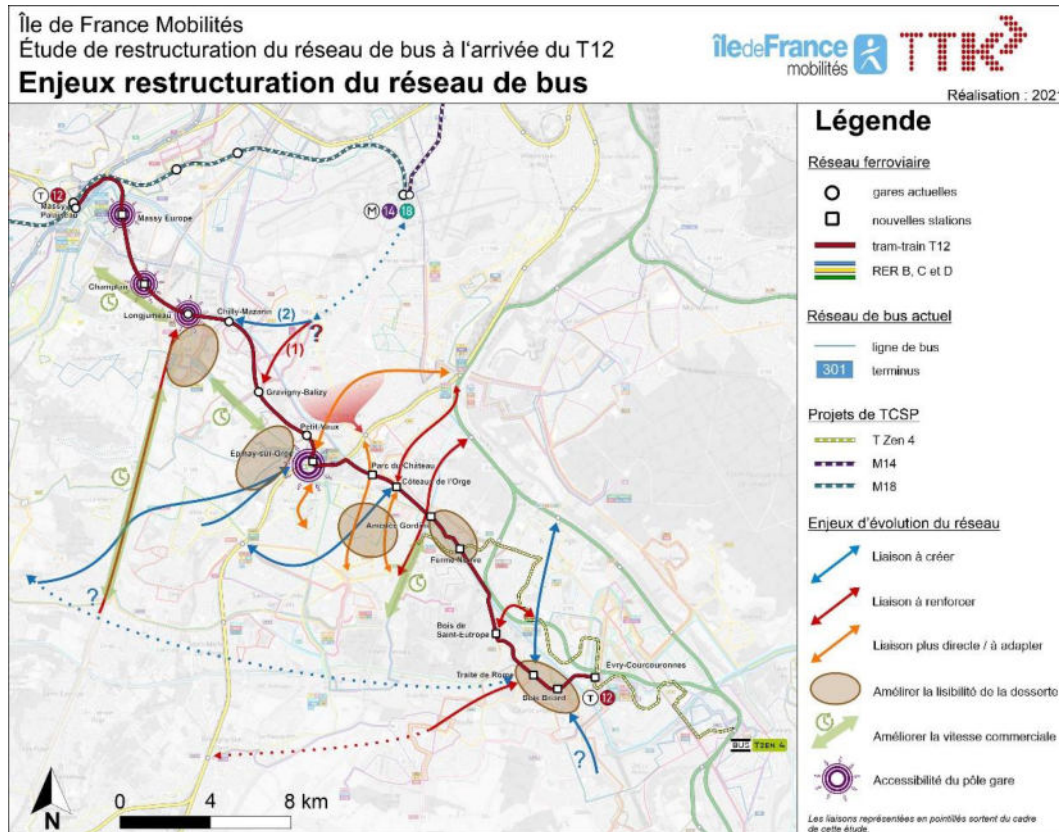 Île de France Mobilités
Étude de restructuration du réseau de bus à l'arrivée du T12
Enjeux restructuration du réseau de bus
îledeFrance
mobilités
TTK
Réalisation : 2021
T 12
Massy
Palaiseau
Massy Europe
M 14 18
Champlan
Longjumeau
Chilly-Mazarin
(2)
?
(1)
Gravigny-Balizy
Petit-Vaux
Épinay-sur-Orge
Parc du Château
Côteaux de l'Orge
Amédée Gordini
Ferme Neuve
?
Bois de
Saint-Eutrope
Traité de Rome
Bois Briard
Évry-Courcouronnes
T 12
?
BUS TZEN 4
N
0 4 8 km
Légende
Réseau ferroviaire
gares actuelles
nouvelles stations
tram-train T12
RER B, C et D
Réseau de bus actuel
ligne de bus
301 terminus
Projets de TCSP
T Zen 4
M14
M18
Enjeux d'évolution du réseau
Liaison à créer
Liaison à renforcer
Liaison plus directe / à adapter
Améliorer la lisibilité de la desserte
Améliorer la vitesse commerciale
Accessibilité du pôle gare
Les liaisons représentées en pointillés sortent du cadre
de cette étude.